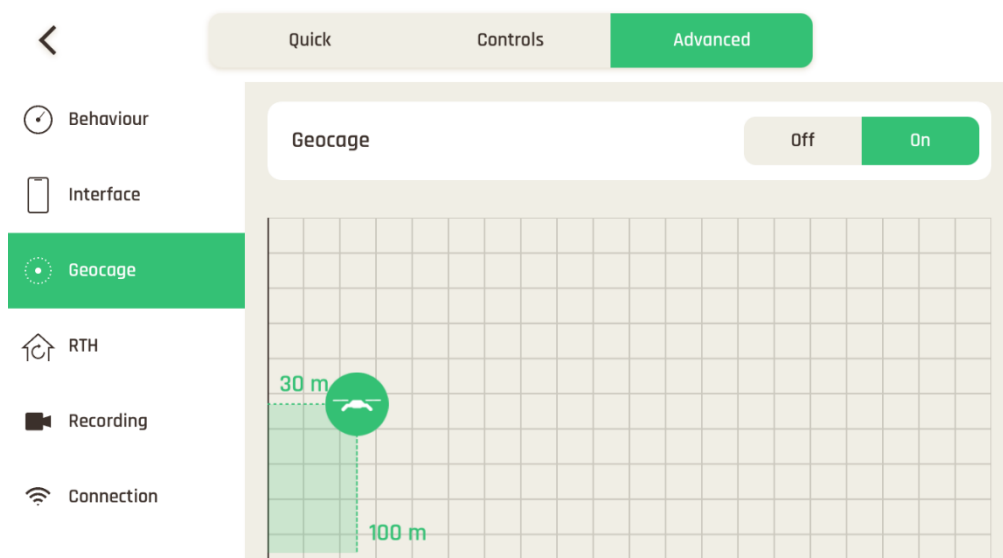 Quick
Controls
Advanced
Behaviour
Interface
Geocage
RTH
Recording
Connection
Geocage
Off
On
30 m
100 m